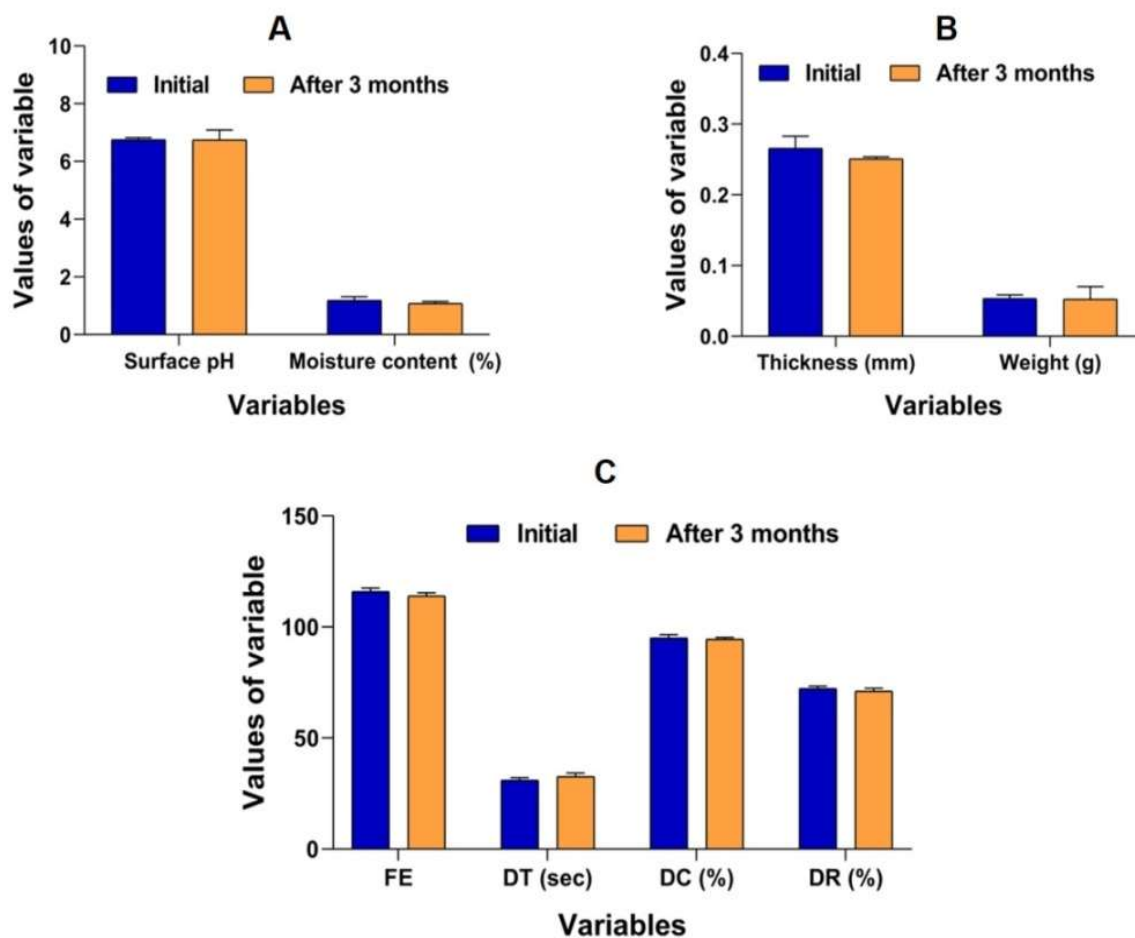 A
Values of variable
10
8
6
4
2
0
Initial
After 3 months
Surface pH
Moisture content (%)
Variables
B
Values of variable
0.4
0.3
0.2
0.1
0.0
Initial
After 3 months
Thickness (mm)
Weight (g)
Variables
C
Values of variable
150
100
50
0
Initial
After 3 months
FE
DT (sec)
DC (%)
DR (%)
Variables